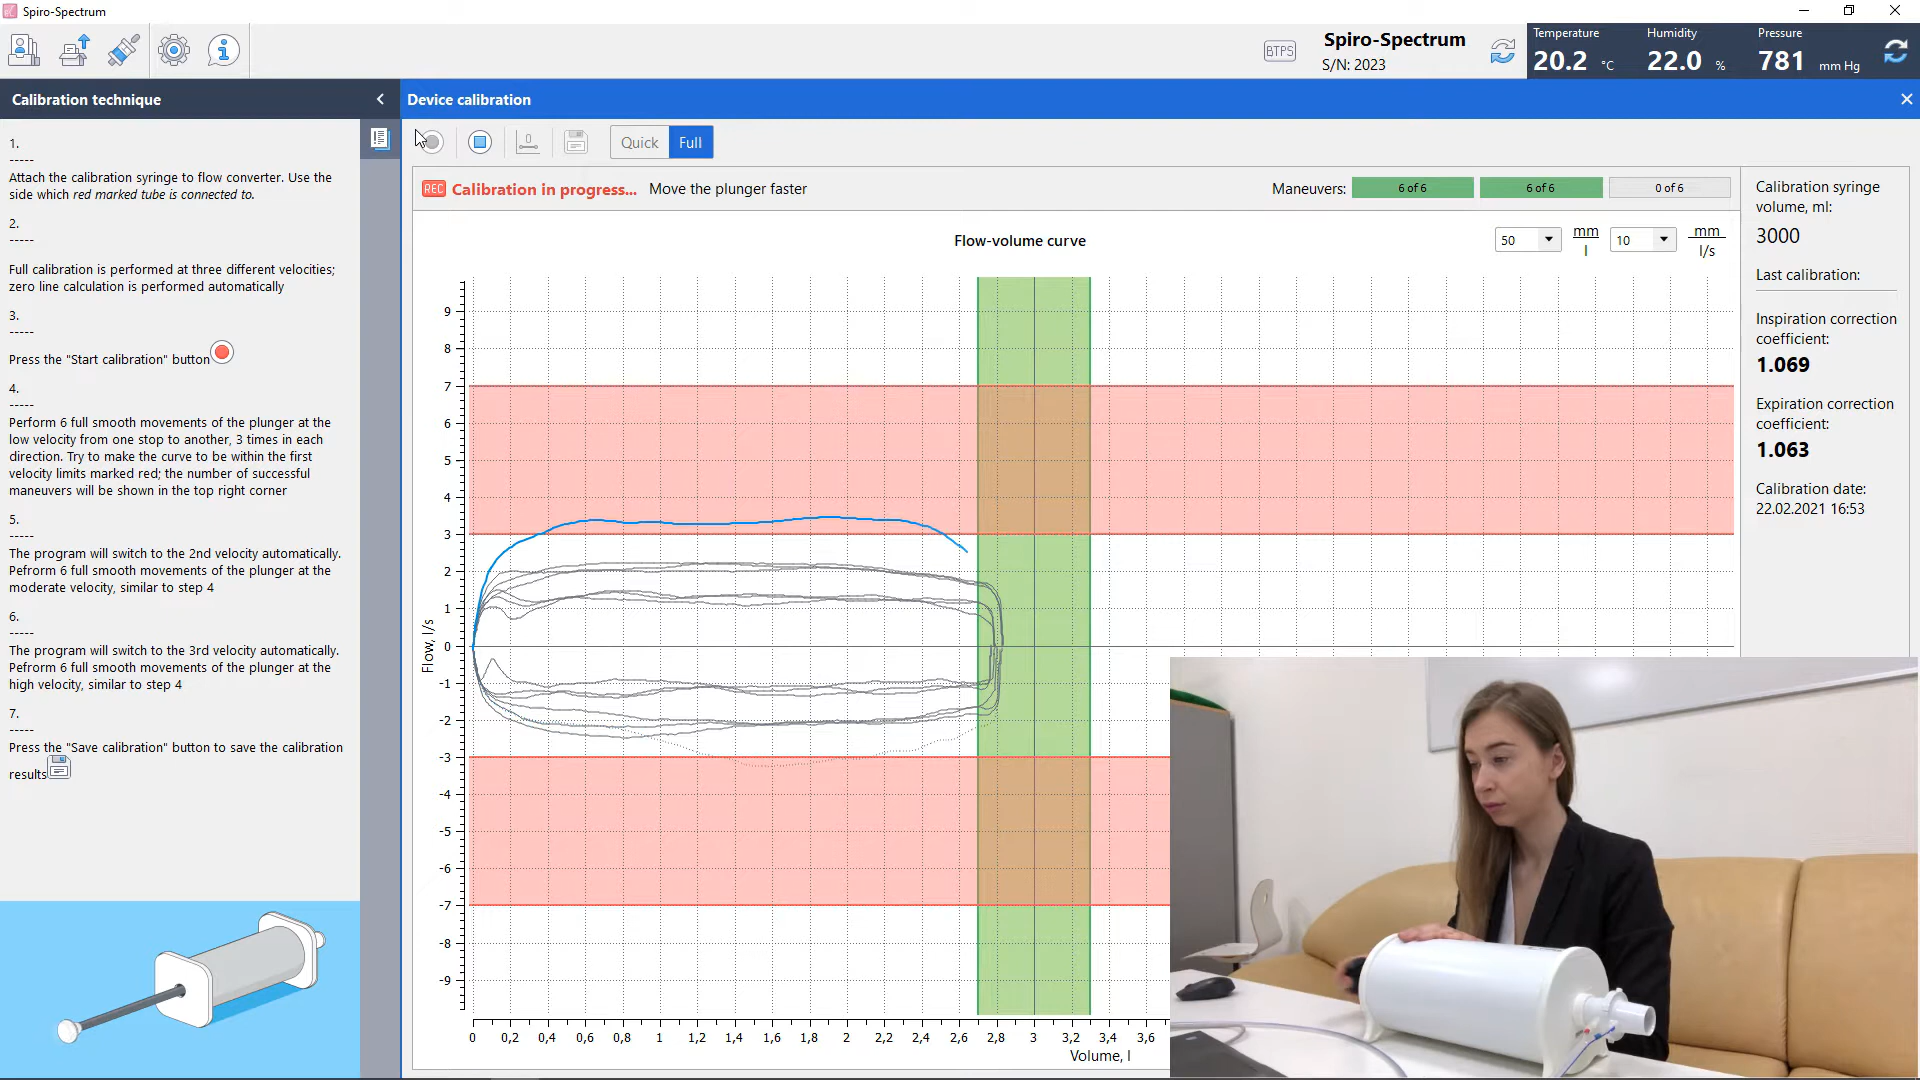 Spiro-Spectrum
BTPS
Spiro-Spectrum
S/N: 2023
Temperature
20.2 °C
Humidity
22.0 %
Pressure
781 mm Hg
Calibration technique
1.
-----
Attach the calibration syringe to flow converter. Use the
side which red marked tube is connected to.
2.
-----
Full calibration is performed at three different velocities;
zero line calculation is performed automatically
3.
-----
Press the "Start calibration" button
4.
-----
Perform 6 full smooth movements of the plunger at the
low velocity from one stop to another, 3 times in each
direction. Try to make the curve to be within the first
velocity limits marked red; the number of successful
maneuvers will be shown in the top right corner
5.
-----
The program will switch to the 2nd velocity automatically.
Peform 6 full smooth movements of the plunger at the
moderate velocity, similar to step 4
6.
-----
The program will switch to the 3rd velocity automatically.
Peform 6 full smooth movements of the plunger at the
high velocity, similar to step 4
7.
-----
Press the "Save calibration" button to save the calibration
results
Device calibration
0
Quick Full
REC Calibration in progress... Move the plunger faster
Maneuvers: 6 of 6 6 of 6 0 of 6
Flow-volume curve
50 mm
l
10 mm
l/s
9
8
7
6
5
4
3
2
1
0
-1
-2
-3
-4
-5
-6
-7
-8
-9
Flow, l/s
0 0,2 0,4 0,6 0,8 1 1,2 1,4 1,6 1,8 2 2,2 2,4 2,6 2,8 3 3,2 3,4 3,6
Volume, l
Calibration syringe
volume, ml:
3000
Last calibration:
Inspiration correction
coefficient:
1.069
Expiration correction
coefficient:
1.063
Calibration date:
22.02.2021 16:53